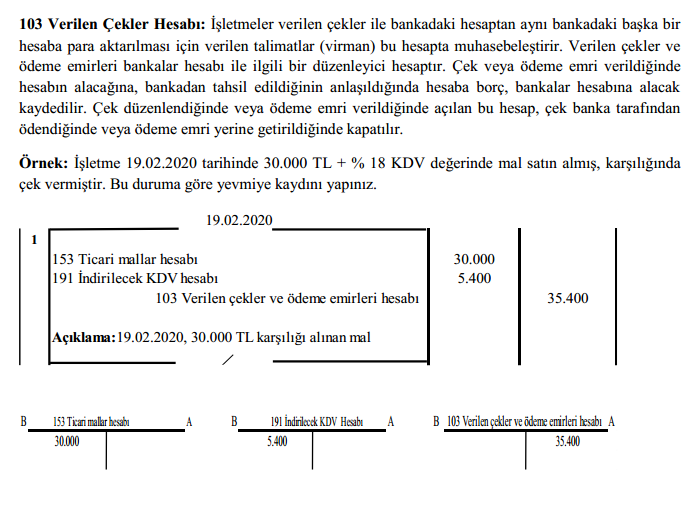 103 Verilen Çekler Hesabı: İşletmeler verilen çekler ile bankadaki hesaptan aynı bankadaki başka bir
hesaba para aktarılması için verilen talimatlar (virman) bu hesapta muhasebeleştirir. Verilen çekler ve
ödeme emirleri bankalar hesabı ile ilgili bir düzenleyici hesaptır. Çek veya ödeme emri verildiğinde
hesabın alacağına, bankadan tahsil edildiğinin anlaşıldığında hesaba borç, bankalar hesabına alacak
kaydedilir. Çek düzenlendiğinde veya ödeme emri verildiğinde açılan bu hesap, çek banka tarafından
ödendiğinde veya ödeme emri yerine getirildiğinde kapatılır.
Örnek: İşletme 19.02.2020 tarihinde 30.000 TL + % 18 KDV değerinde mal satın almış, karşılığında
çek vermiştir. Bu duruma göre yevmiye kaydını yapınız.
19.02.2020
1
153 Ticari mallar hesabı 30.000
191 İndirilecek KDV hesabı 5.400
103 Verilen çekler ve ödeme emirleri hesabı 35.400
Açıklama:19.02.2020, 30.000 TL karşılığı alınan mal
B 153 Ticari mallar hesabı A B 191 İndirilecek KDV Hesabı A B 103 Verilen çekler ve ödeme emirleri hesabı A
30.000 5.400 35.400